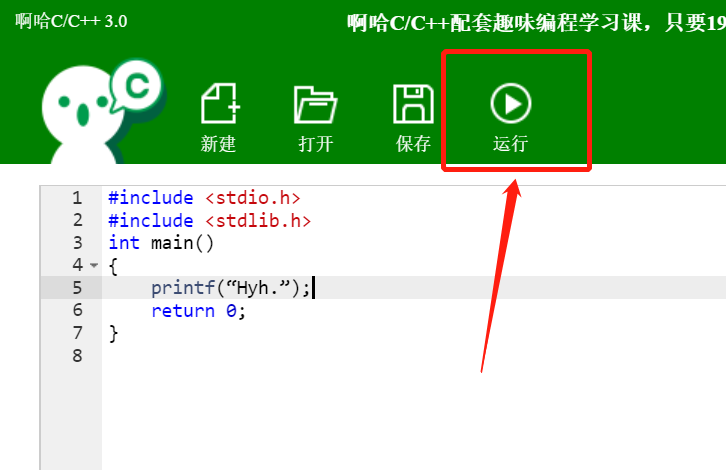 啊哈C/C++ 3.0
啊哈C/C++配套趣味编程学习课，只要19
C
新建
打开
保存
运行
1 #include <stdio.h>
2 #include <stdlib.h>
3 int main()
4 {
5 printf(“Hyh.”);
6 return 0;
7 }
8